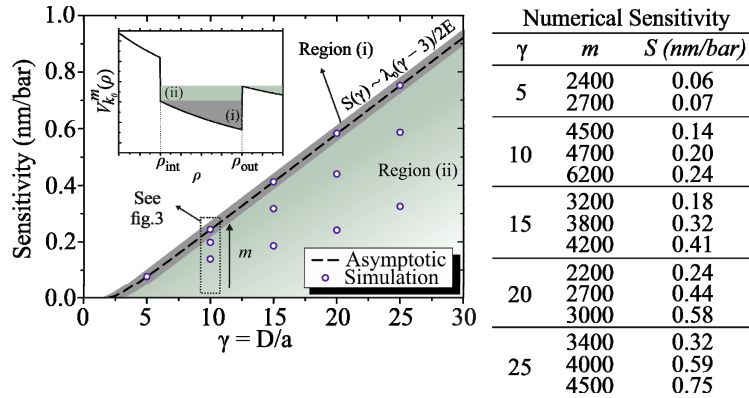 Sensitivity (nm/bar)
1.0
0.8
0.6
0.4
0.2
0.0
5
10
15
20
25
30
γ = D/a
V^m_{k_0}(ρ)
(ii)
(i)
ρ_int
ρ
ρ_out
Region (i)
S(γ) ~ λ_0(γ − 3)/2E
Region (ii)
See
fig.3
m
Asymptotic
Simulation
Numerical Sensitivity
γ m S (nm/bar)
5 2400 0.06
2700 0.07
10 4500 0.14
4700 0.20
6200 0.24
15 3200 0.18
3800 0.32
4200 0.41
20 2200 0.24
2700 0.44
3000 0.58
25 3400 0.32
4000 0.59
4500 0.75